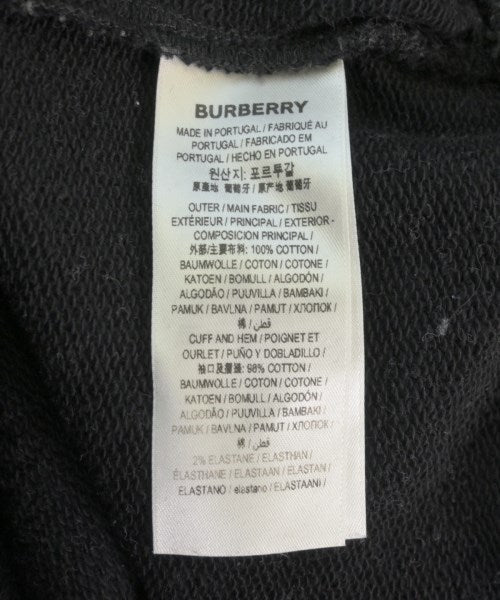 BURBERRY
MADE IN PORTUGAL / FABRIQUÉ AU
PORTUGAL / FABRICADO EM
PORTUGAL / HECHO EN PORTUGAL
원산지: 포르투갈
原產地 葡萄牙 / 原产地 葡萄牙
OUTER / MAIN FABRIC / TISSU
EXTÉRIEUR / PRINCIPAL / EXTERIOR -
COMPOSICION PRINCIPAL /
外部/主要布料: 100% COTTON /
BAUMWOLLE / COTON / COTONE /
KATOEN / BOMULL / ALGODÓN /
ALGODÃO / PUUVILLA / BAMBAKI /
PAMUK / BAVLNA / PAMUT / ХЛОПОК /
棉 / قطن /
CUFF AND HEM / POIGNET ET
OURLET / PUÑO Y DOBLADILLO /
袖口及下襬: 98% COTTON /
BAUMWOLLE / COTON / COTONE /
KATOEN / BOMULL / ALGODÓN /
ALGODÃO / PUUVILLA / BAMBAKI /
PAMUK / BAVLNA / PAMUT / ХЛОПОК /
棉 / قطن /
2% ELASTANE / ELASTHAN /
ÉLASTHANE / ELASTAAN / ELASTAN /
ELASTANO / elastano / ELASTAANI /